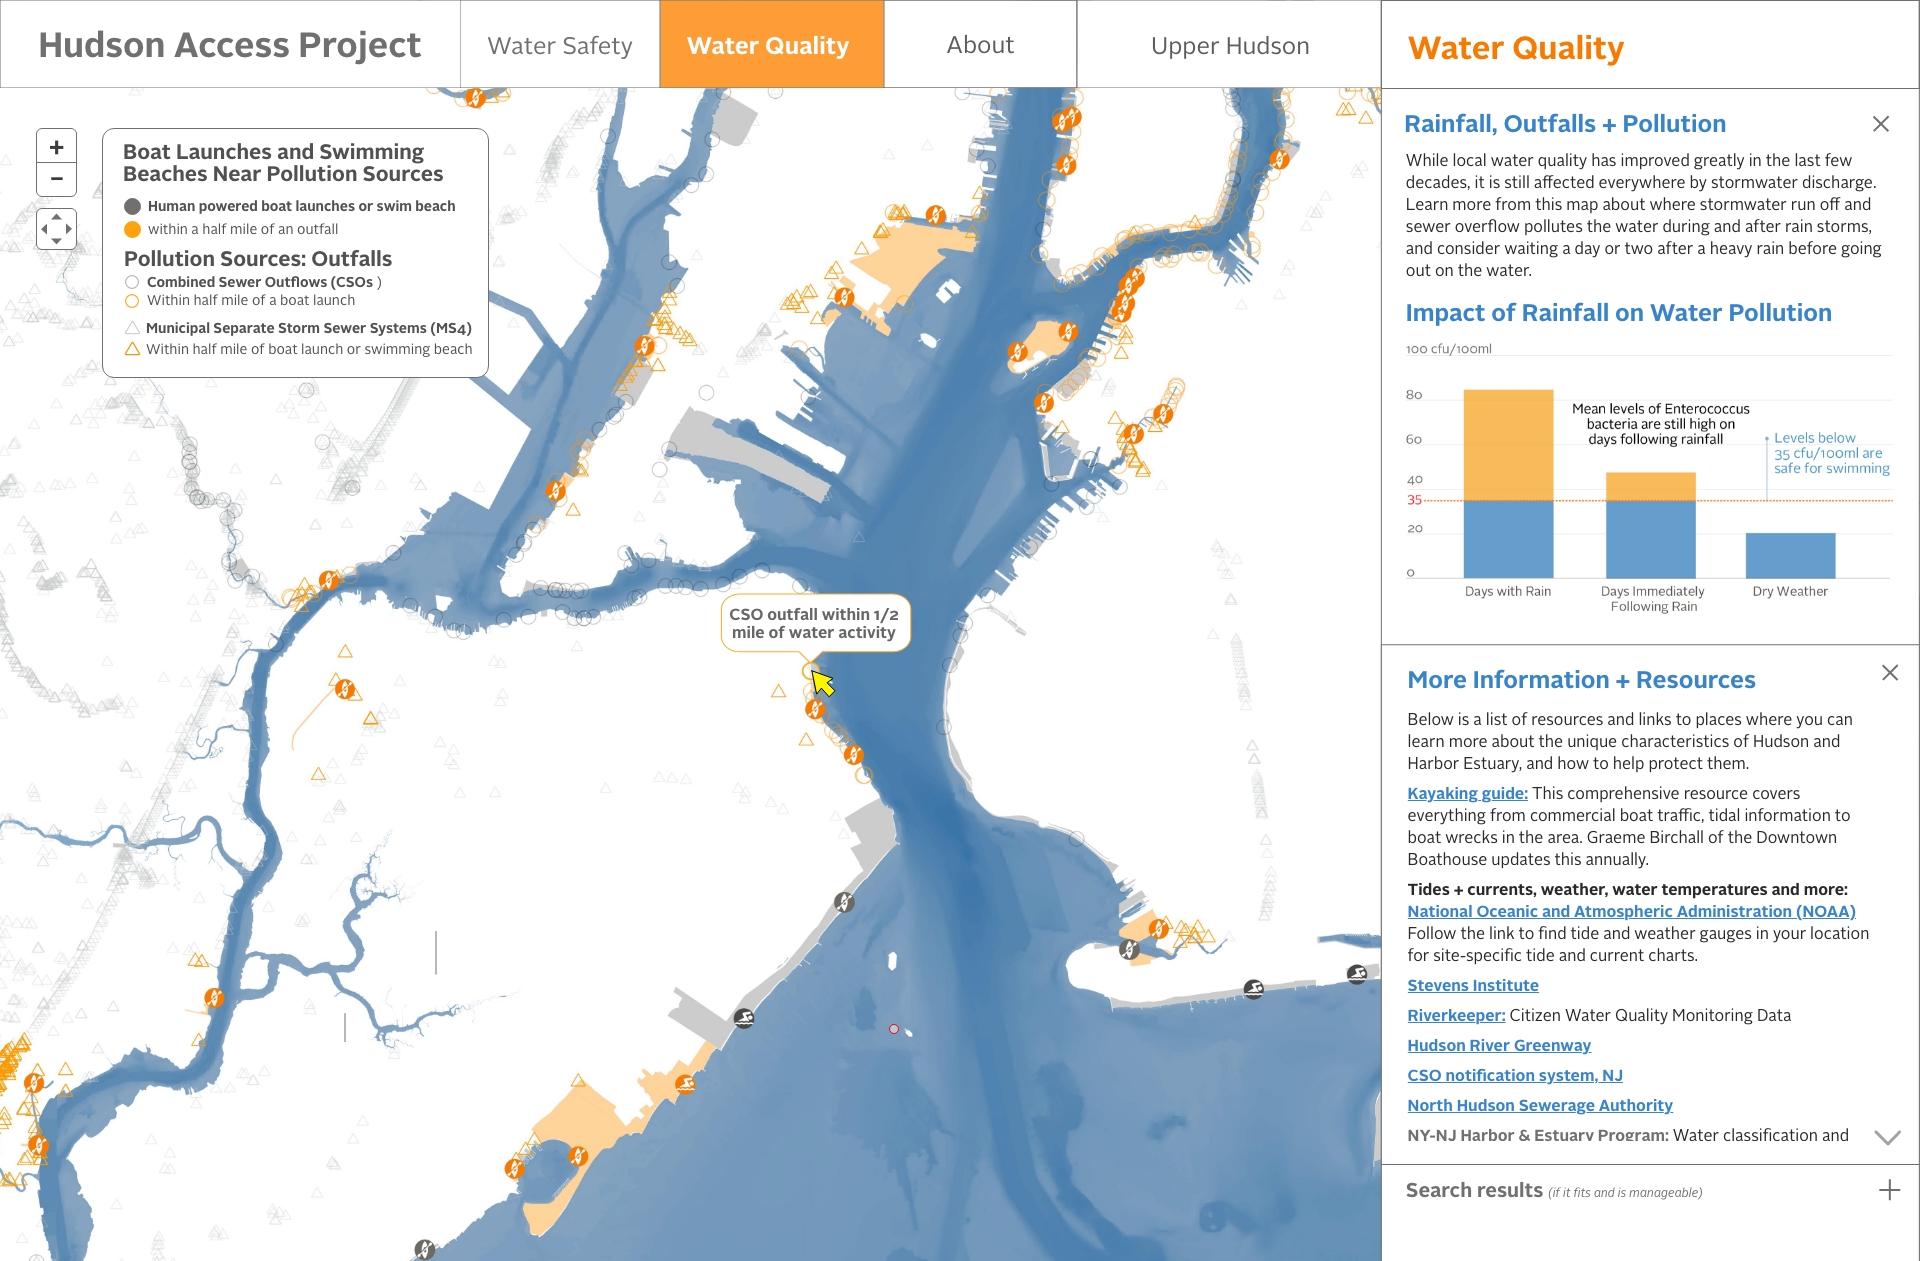 Hudson Access Project
Water Safety
Water Quality
About
Upper Hudson
Boat Launches and Swimming
Beaches Near Pollution Sources
Human powered boat launches or swim beach
within a half mile of an outfall
Pollution Sources: Outfalls
Combined Sewer Outflows (CSOs )
Within half mile of a boat launch
Municipal Separate Storm Sewer Systems (MS4)
Within half mile of boat launch or swimming beach
CSO outfall within 1/2
mile of water activity
Water Quality
Rainfall, Outfalls + Pollution
While local water quality has improved greatly in the last few
decades, it is still affected everywhere by stormwater discharge.
Learn more from this map about where stormwater run off and
sewer overflow pollutes the water during and after rain storms,
and consider waiting a day or two after a heavy rain before going
out on the water.
Impact of Rainfall on Water Pollution
100 cfu/100ml
80
60
40
35
20
0
Mean levels of Enterococcus
bacteria are still high on
days following rainfall
Levels below
35 cfu/100ml are
safe for swimming
Days with Rain
Days Immediately
Following Rain
Dry Weather
More Information + Resources
Below is a list of resources and links to places where you can
learn more about the unique characteristics of Hudson and
Harbor Estuary, and how to help protect them.
Kayaking guide: This comprehensive resource covers
everything from commercial boat traffic, tidal information to
boat wrecks in the area. Graeme Birchall of the Downtown
Boathouse updates this annually.
Tides + currents, weather, water temperatures and more:
National Oceanic and Atmospheric Administration (NOAA)
Follow the link to find tide and weather gauges in your location
for site-specific tide and current charts.
Stevens Institute
Riverkeeper: Citizen Water Quality Monitoring Data
Hudson River Greenway
CSO notification system, NJ
North Hudson Sewerage Authority
NY-NJ Harbor & Estuary Program: Water classification and
Search results (if it fits and is manageable)